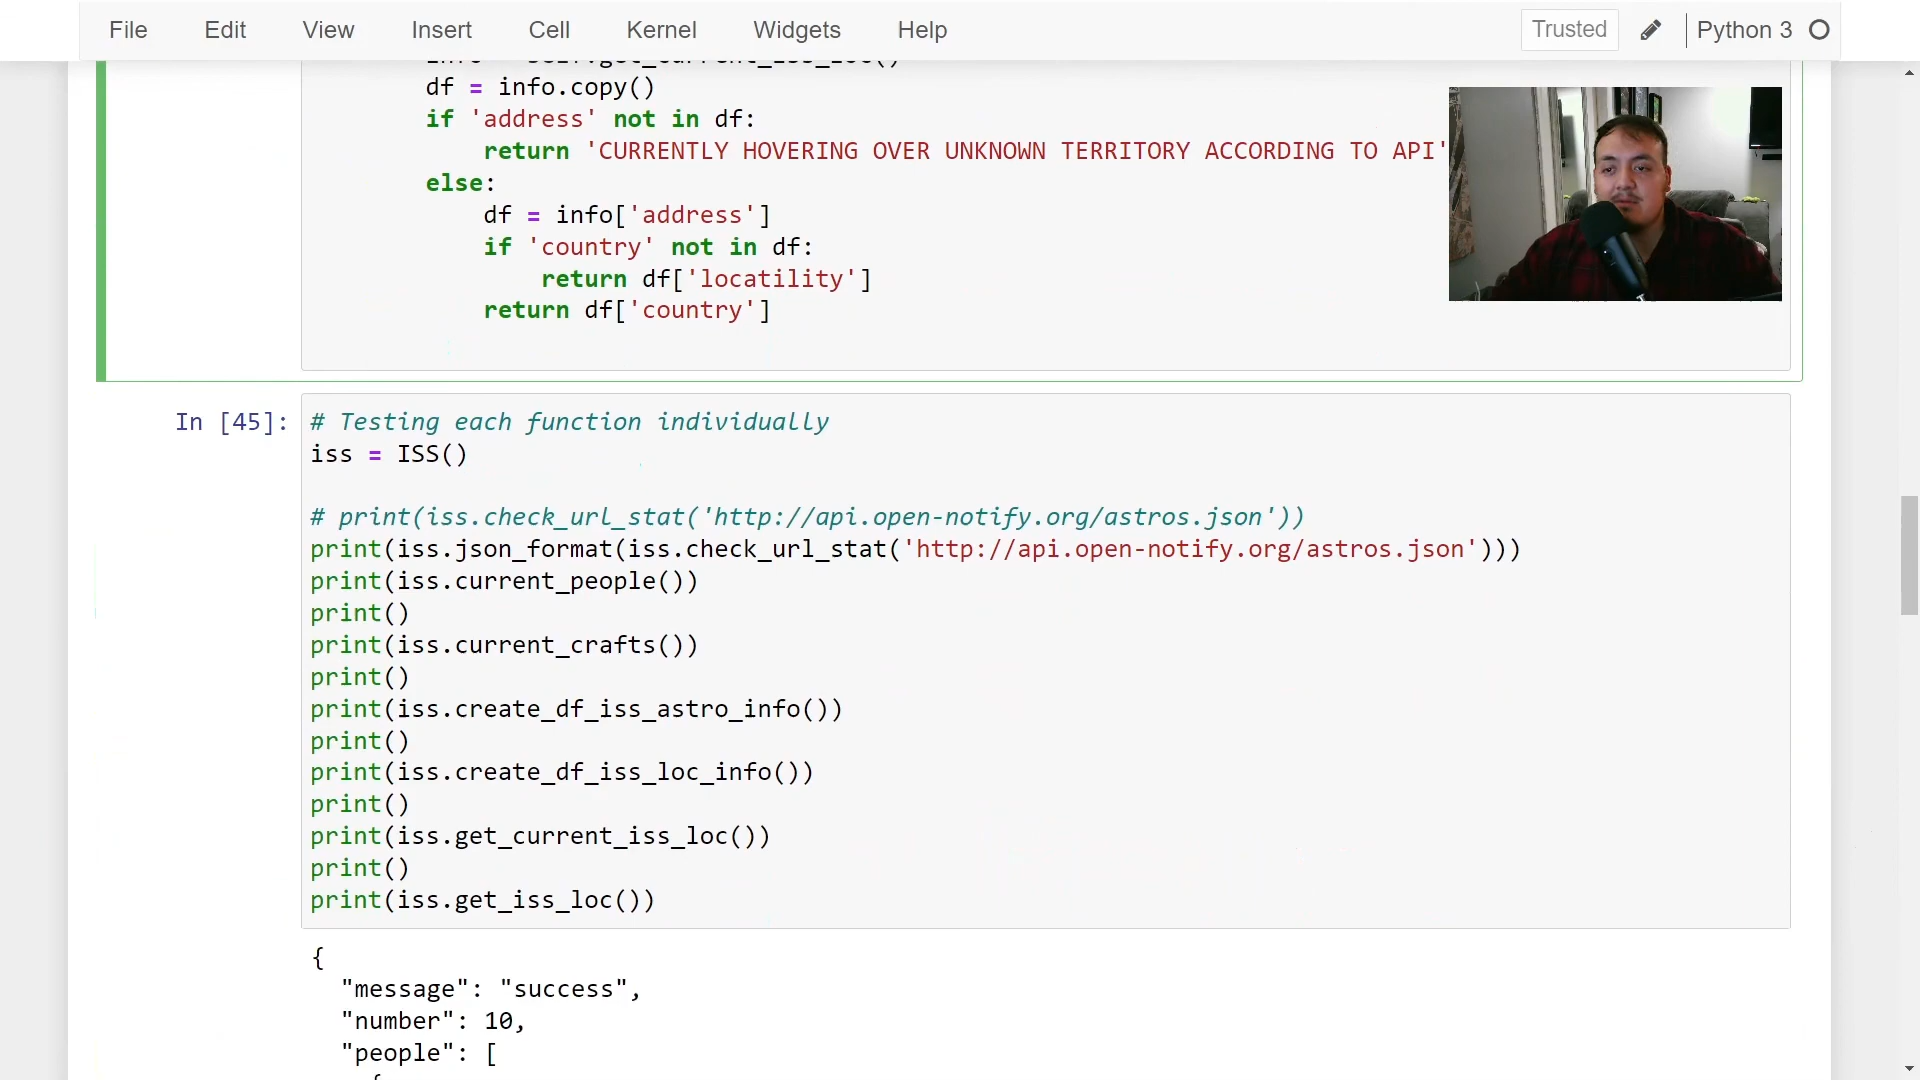 File Edit View Insert Cell Kernel Widgets Help Trusted Python 3
df = info.copy()
if 'address' not in df:
return 'CURRENTLY HOVERING OVER UNKNOWN TERRITORY ACCORDING TO API'
else:
df = info['address']
if 'country' not in df:
return df['locatility']
return df['country']
In [45]:
# Testing each function individually
iss = ISS()
# print(iss.check_url_stat('http://api.open-notify.org/astros.json'))
print(iss.json_format(iss.check_url_stat('http://api.open-notify.org/astros.json')))
print(iss.current_people())
print()
print(iss.current_crafts())
print()
print(iss.create_df_iss_astro_info())
print()
print(iss.create_df_iss_loc_info())
print()
print(iss.get_current_iss_loc())
print()
print(iss.get_iss_loc())
{
"message": "success",
"number": 10,
"people": [